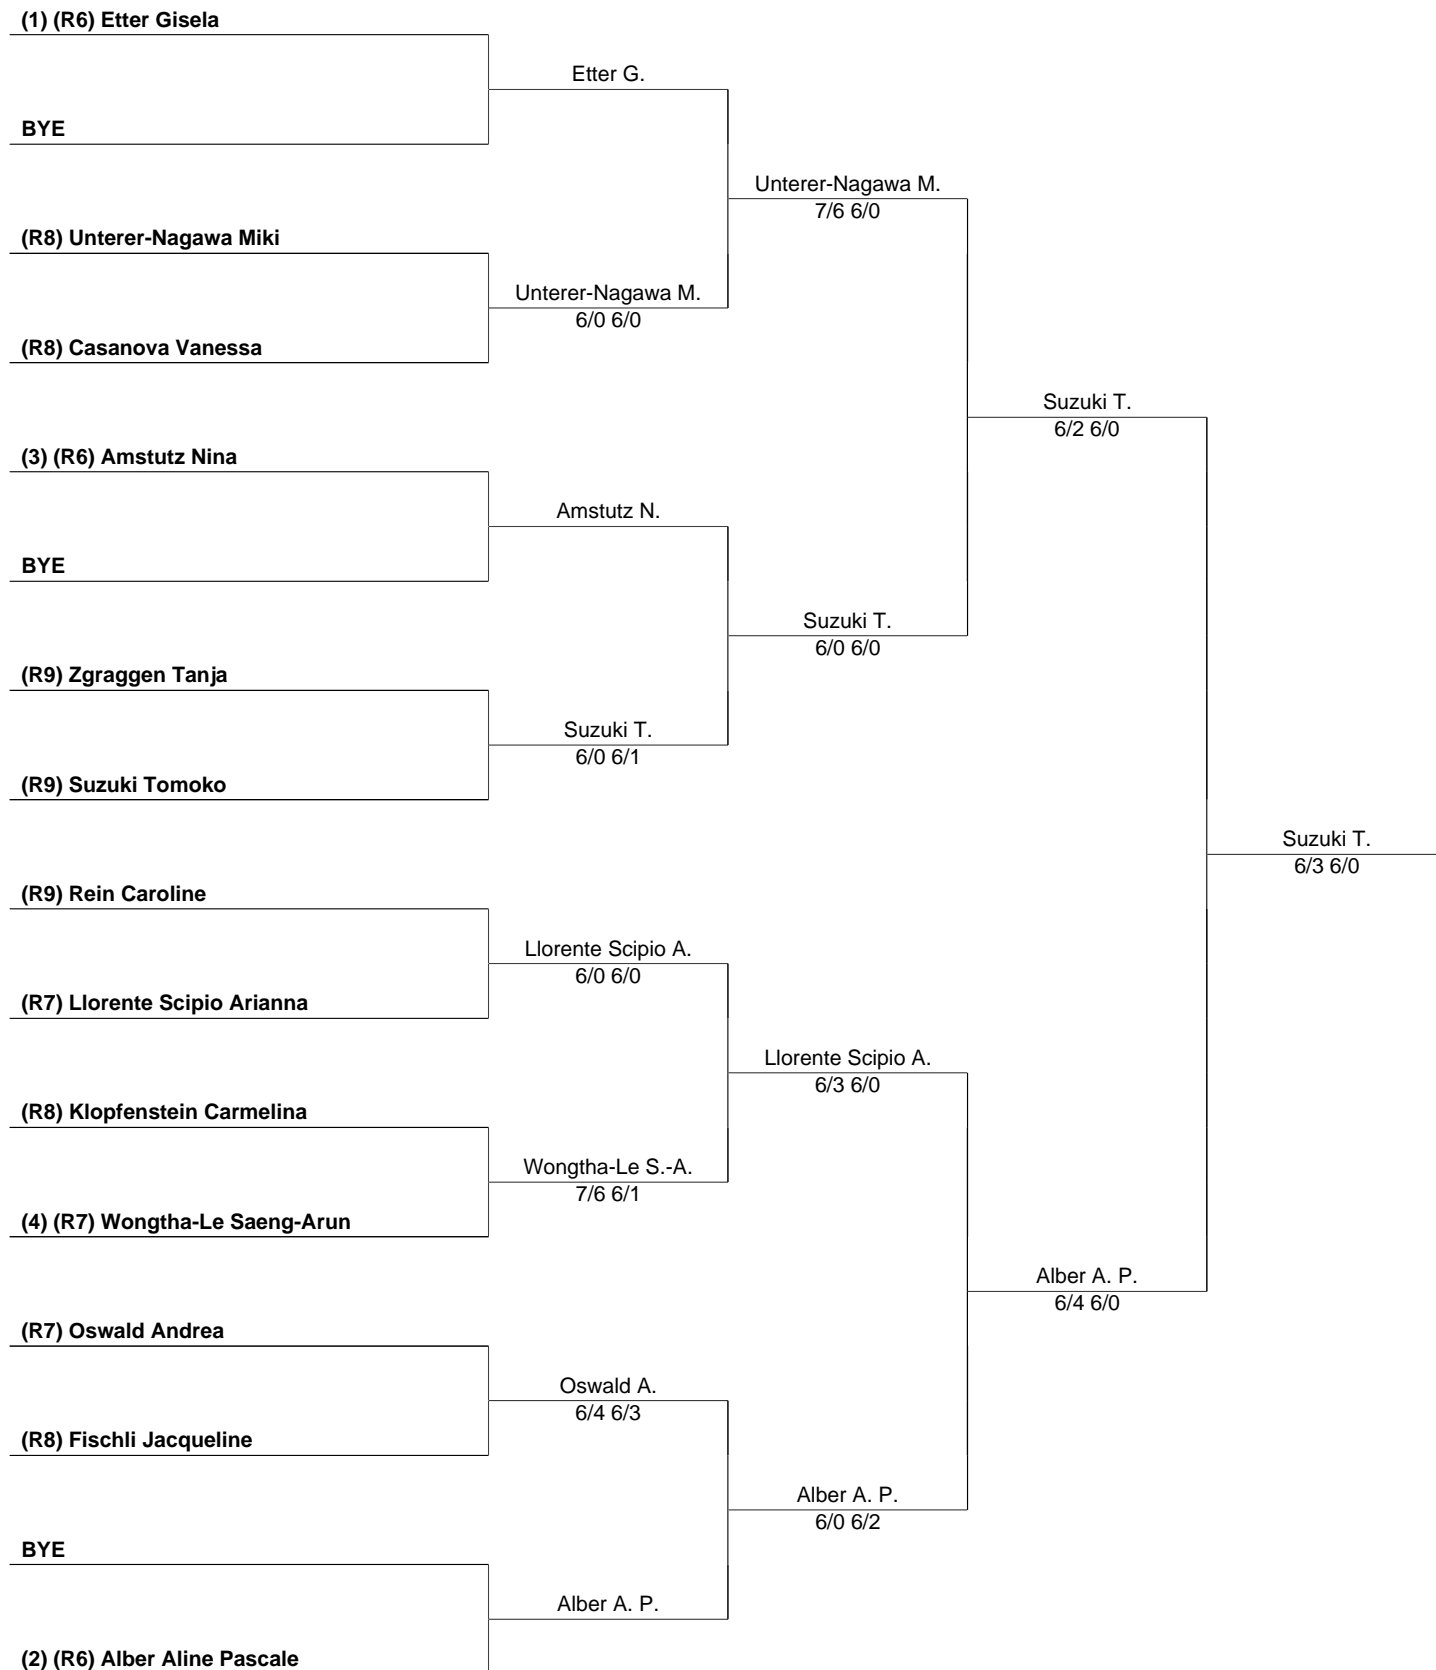 (1) (R6) Etter Gisela
Etter G.
BYE
Unterer-Nagawa M.
7/6 6/0
(R8) Unterer-Nagawa Miki
Unterer-Nagawa M.
6/0 6/0
(R8) Casanova Vanessa
Suzuki T.
6/2 6/0
(3) (R6) Amstutz Nina
Amstutz N.
BYE
Suzuki T.
6/0 6/0
(R9) Zgraggen Tanja
Suzuki T.
6/0 6/1
(R9) Suzuki Tomoko
Suzuki T.
6/3 6/0
(R9) Rein Caroline
Llorente Scipio A.
6/0 6/0
(R7) Llorente Scipio Arianna
Llorente Scipio A.
6/3 6/0
(R8) Klopfenstein Carmelina
Wongtha-Le S.-A.
7/6 6/1
(4) (R7) Wongtha-Le Saeng-Arun
Alber A. P.
6/4 6/0
(R7) Oswald Andrea
Oswald A.
6/4 6/3
(R8) Fischli Jacqueline
Alber A. P.
6/0 6/2
BYE
Alber A. P.
(2) (R6) Alber Aline Pascale